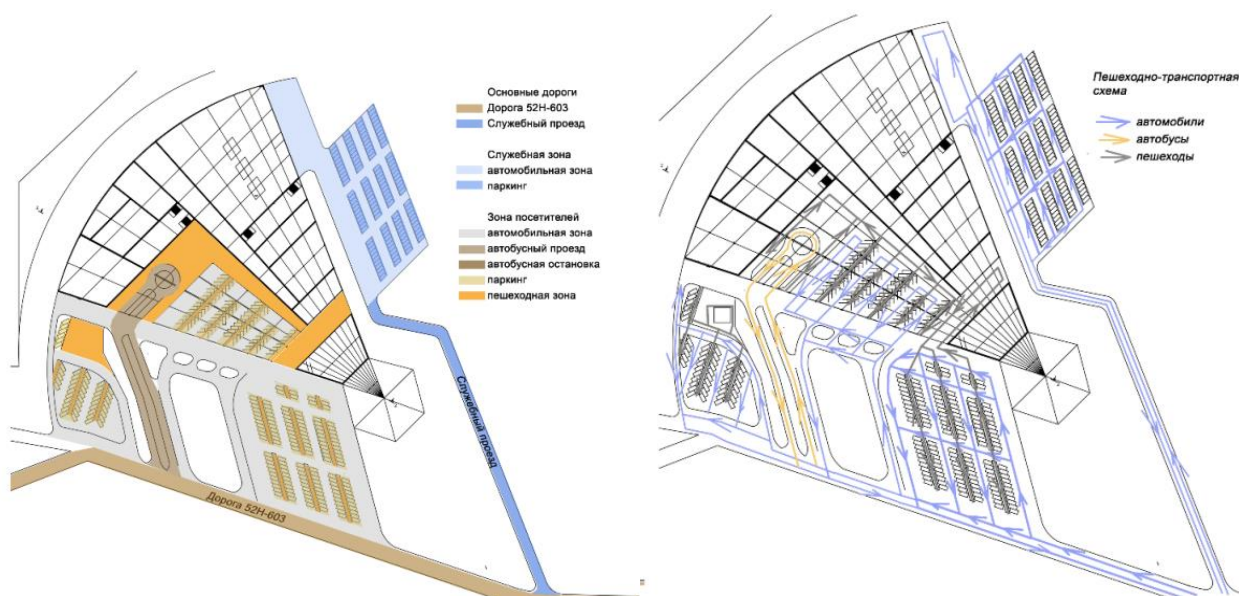 Основные дороги
Дорога 52Н-603
Служебный проезд
Служебная зона
автомобильная зона
паркинг
Зона посетителей
автомобильная зона
автобусный проезд
автобусная остановка
паркинг
пешеходная зона
Служебный проезд
Дорога 52Н-603
Пешеходно-транспортная
схема
автомобили
автобусы
пешеходы